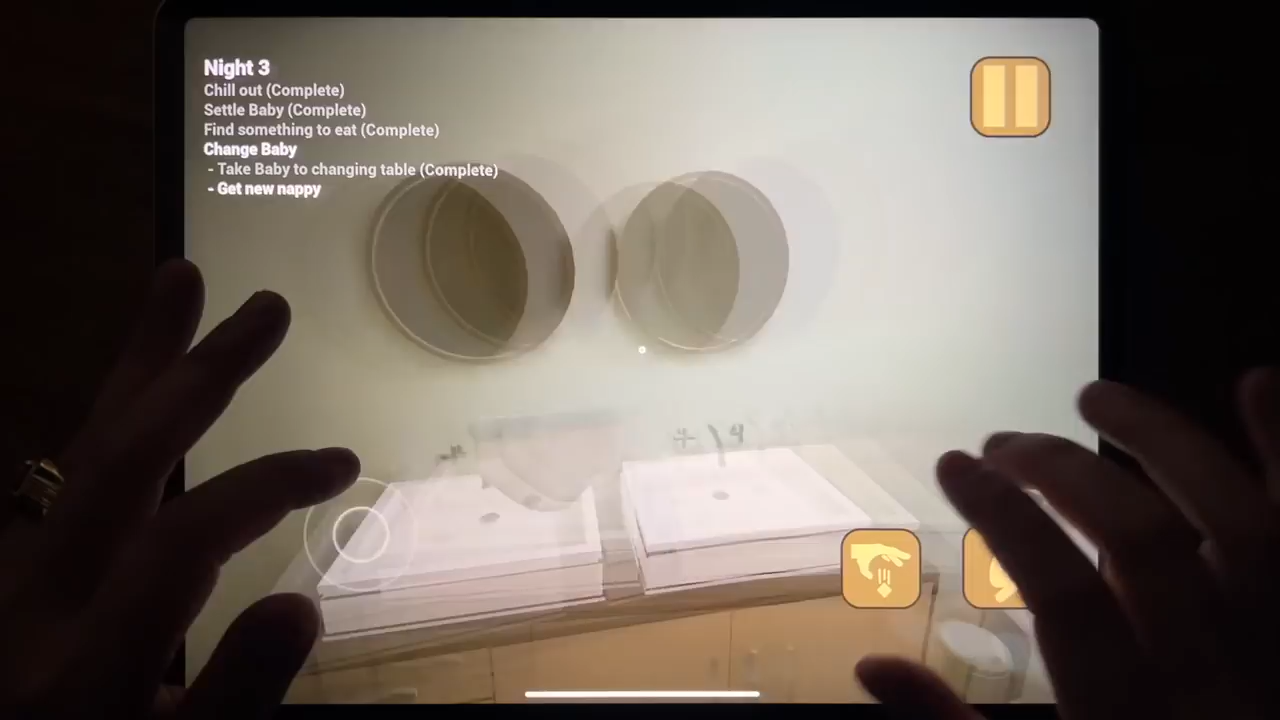 Night 3
Chill out (Complete)
Settle Baby (Complete)
Find something to eat (Complete)
Change Baby
- Take Baby to changing table (Complete)
- Get new nappy